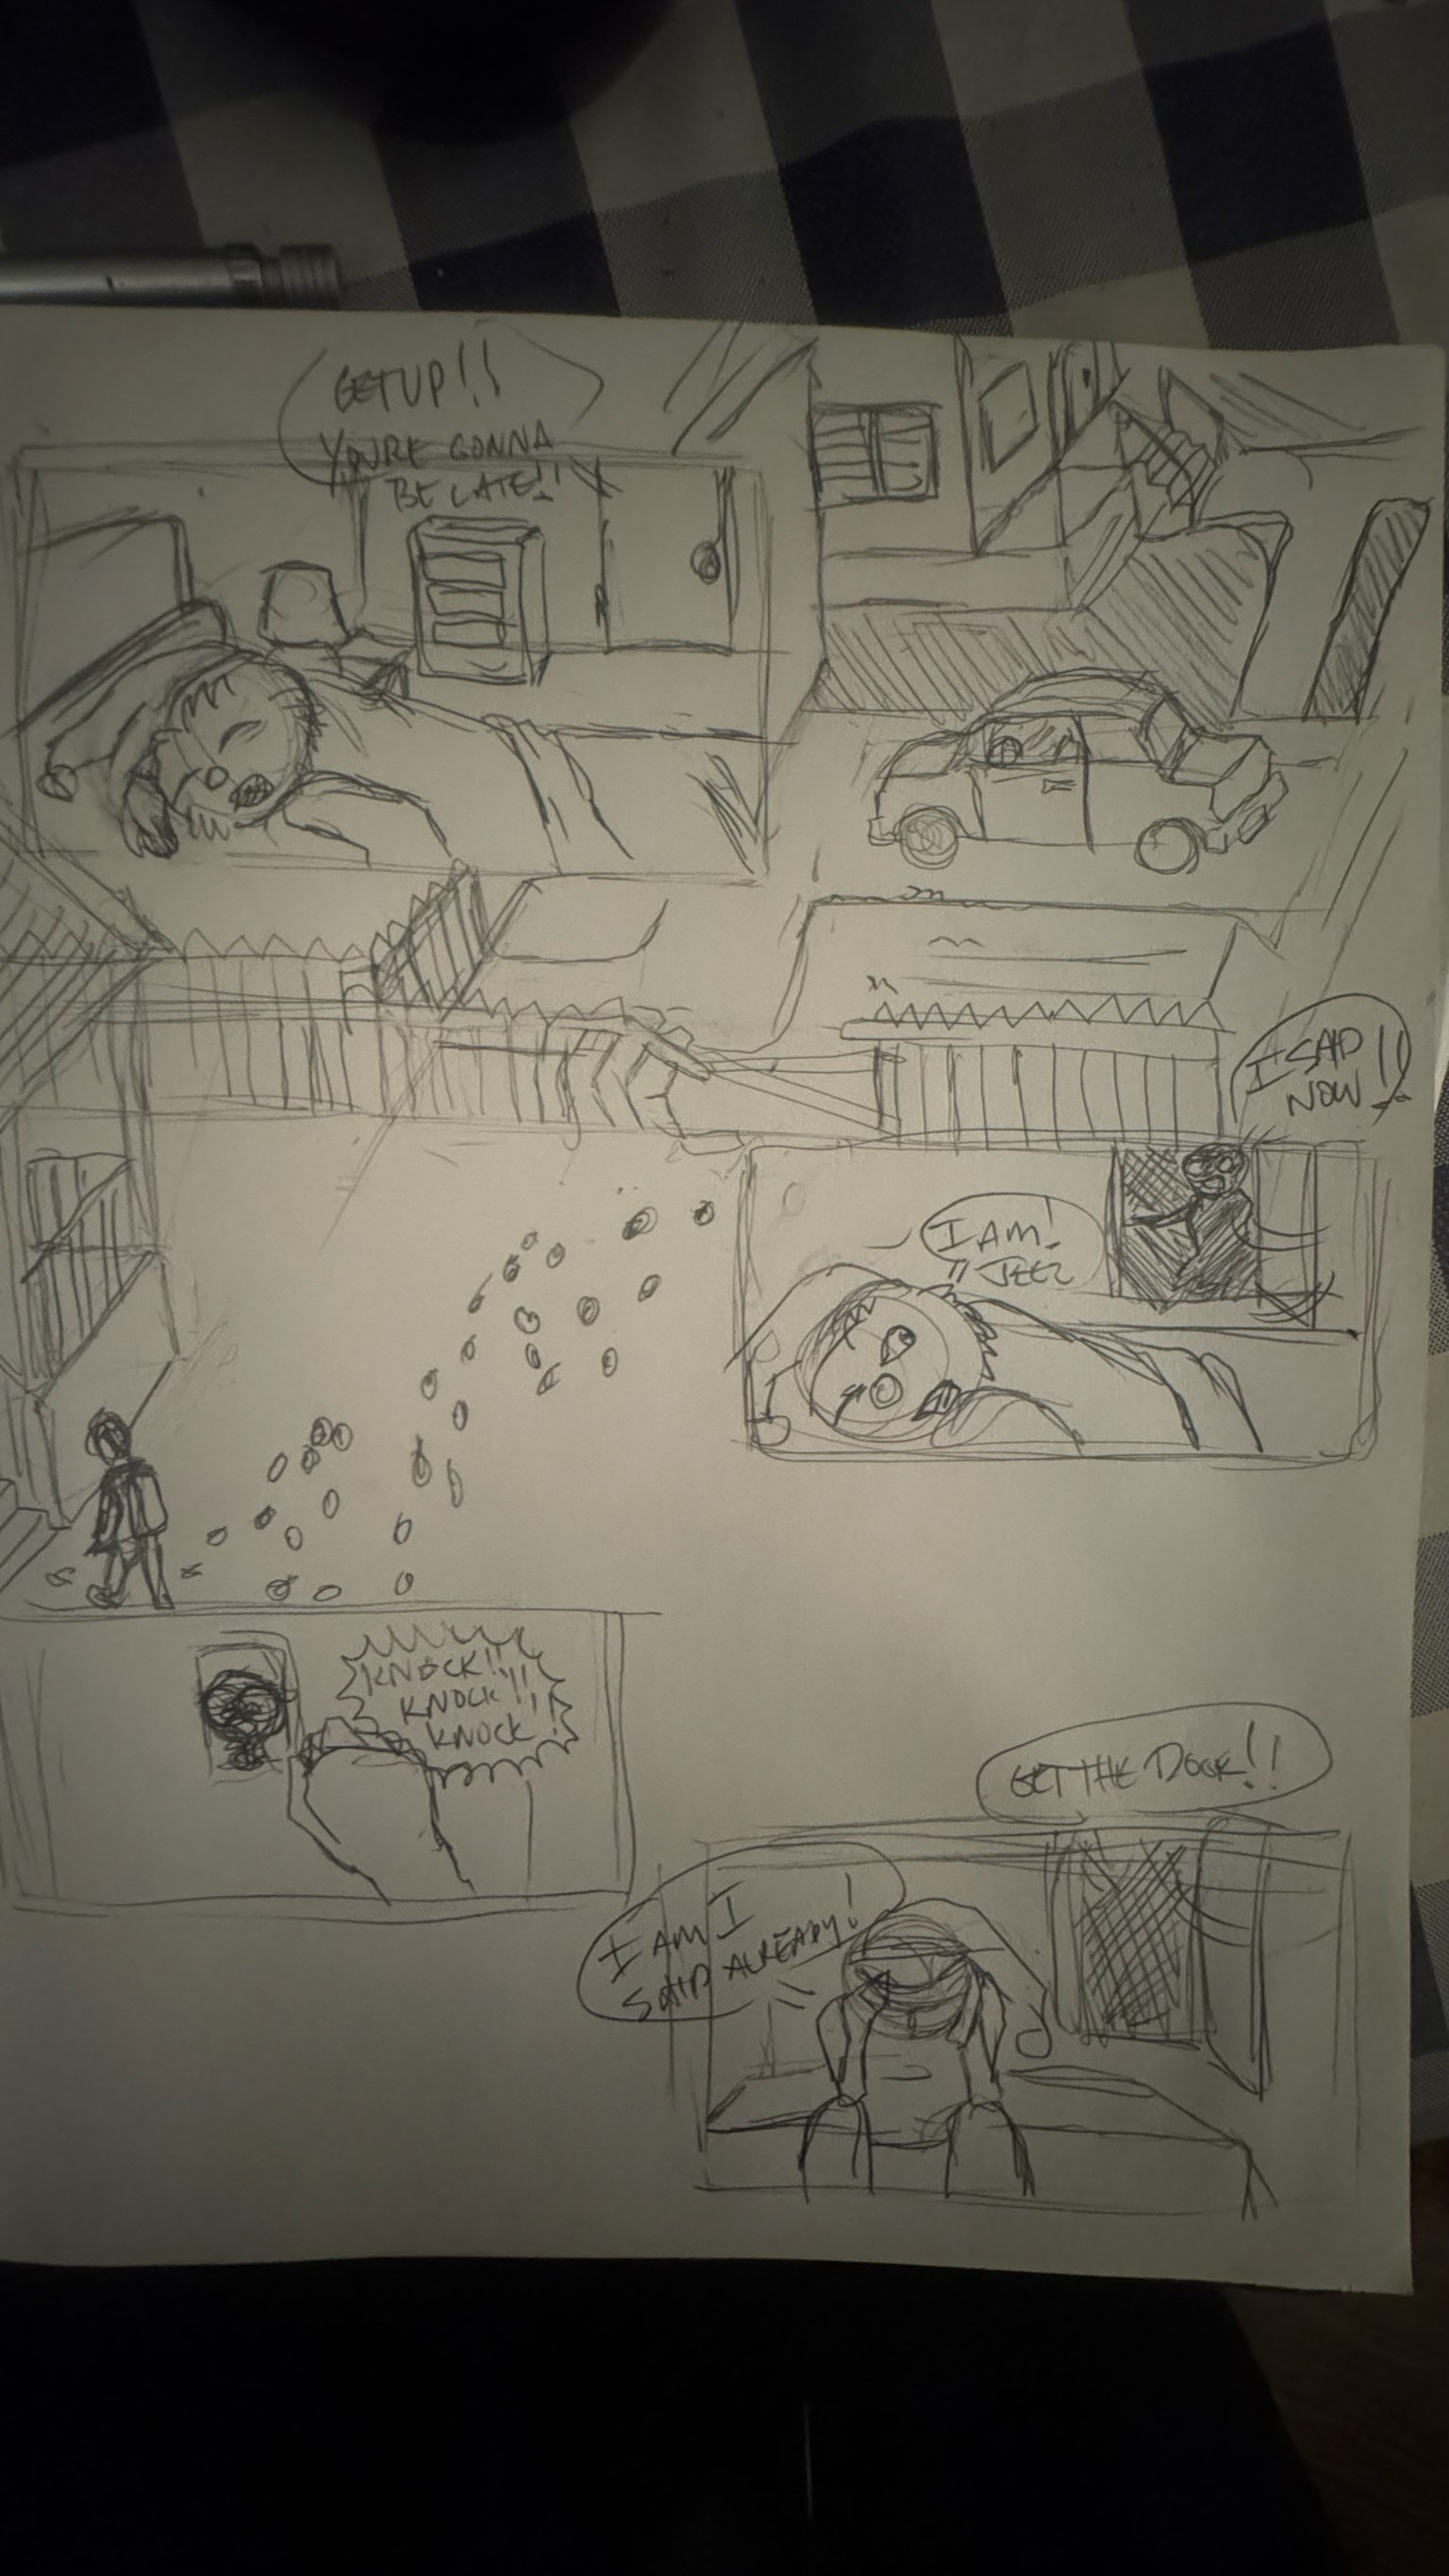 GET UP!!
YOU'RE GONNA
BE LATE!!
I SAID
NOW!!
I AM!
JEEZ
KNOCK!!
KNOCK!!
KNOCK!
GET THE DOOR!!
I AM I
SAID ALREADY!